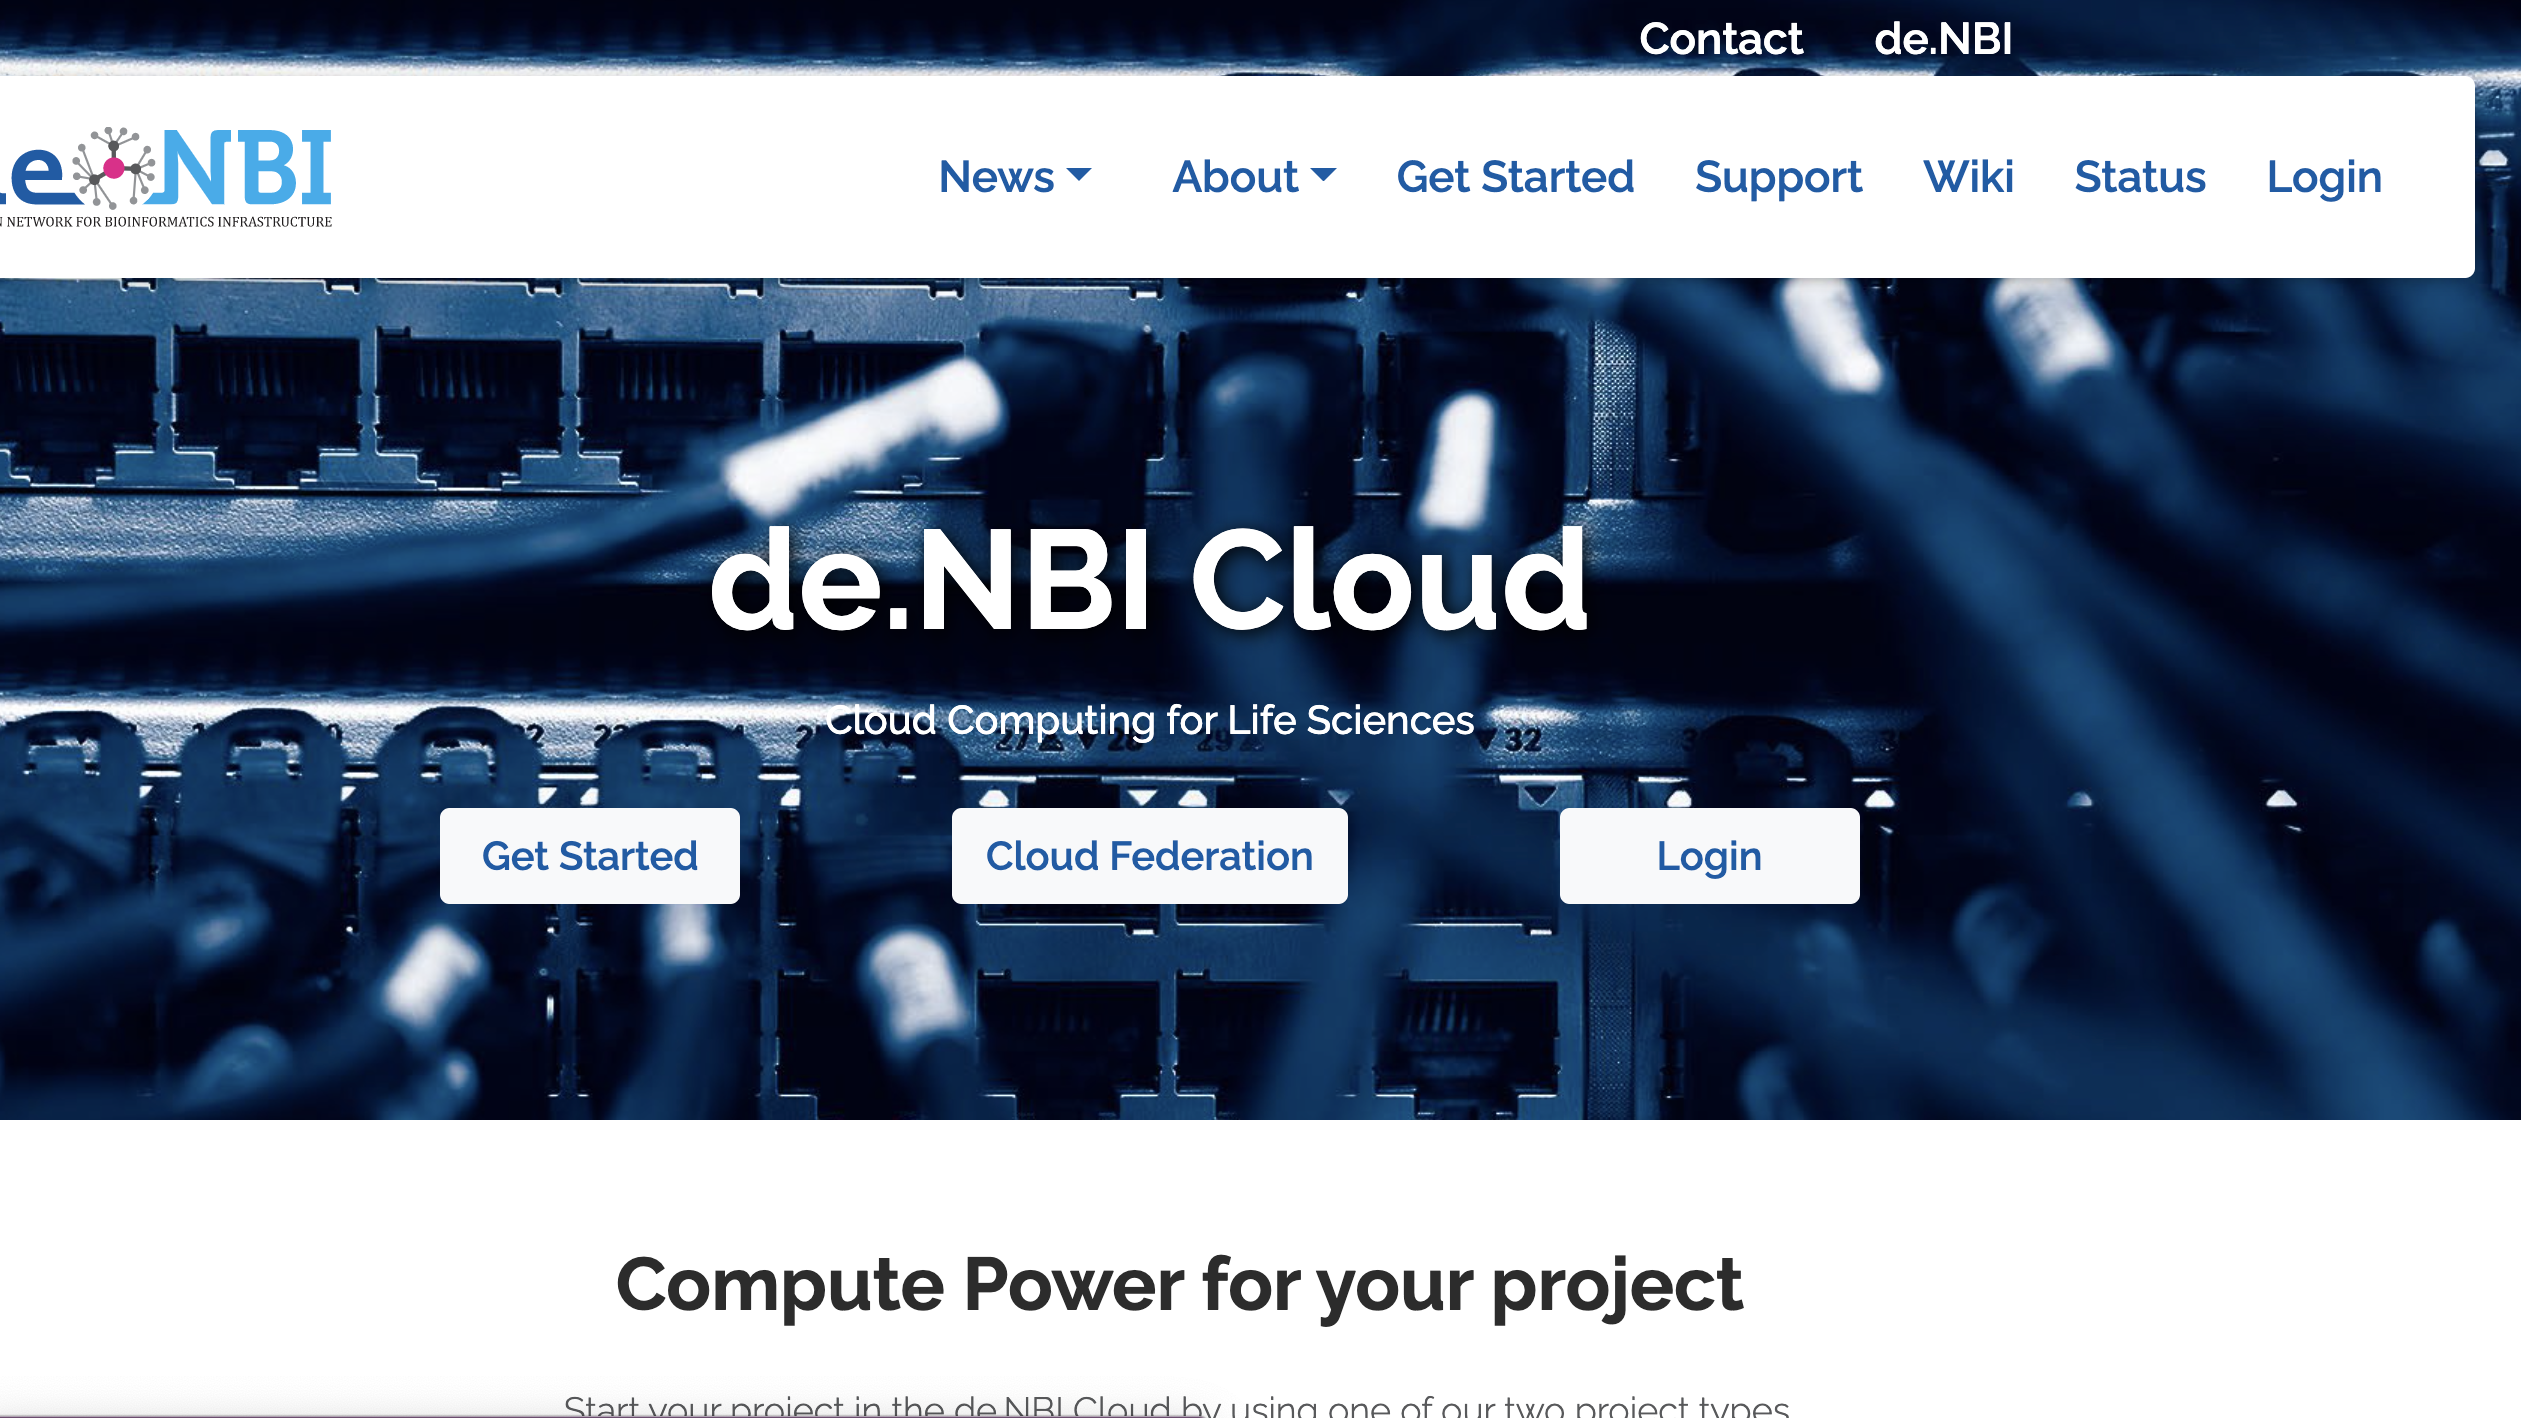 Contact de.NBI
e NBI
NETWORK FOR BIOINFORMATICS INFRASTRUCTURE
News About Get Started Support Wiki Status Login
de.NBI Cloud
Cloud Computing for Life Sciences
32
Get Started Cloud Federation Login
Compute Power for your project
Start your project in the de.NBI Cloud by using one of our two project types